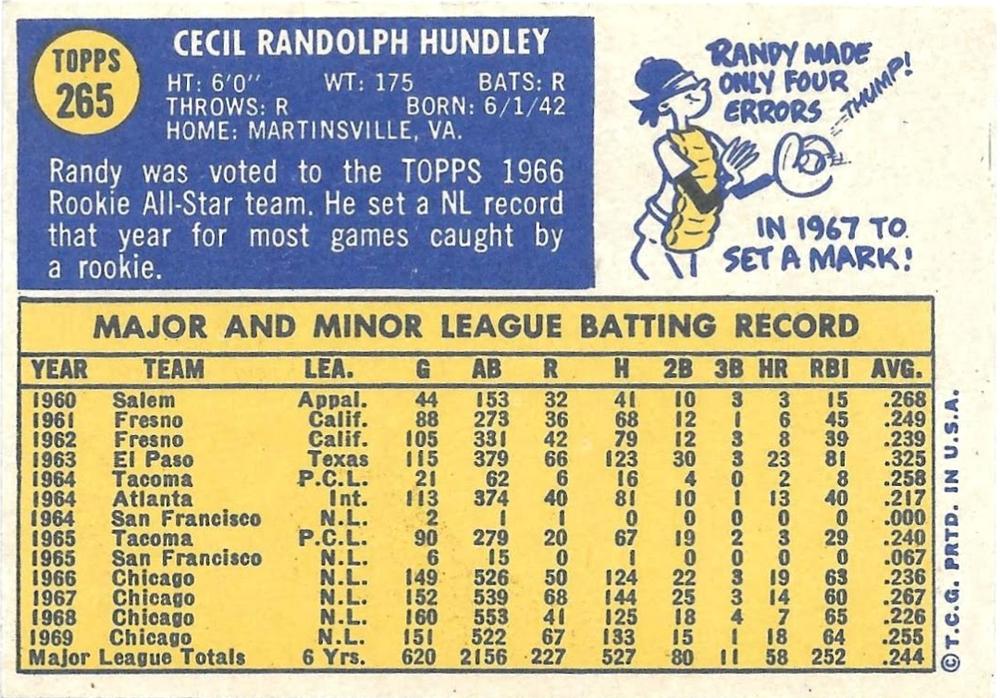 TOPPS
265
CECIL RANDOLPH HUNDLEY
HT: 6'0" WT: 175 BATS: R
THROWS: R BORN: 6/1/42
HOME: MARTINSVILLE, VA.
Randy was voted to the TOPPS 1966
Rookie All-Star team. He set a NL record
that year for most games caught by
a rookie.
RANDY MADE
ONLY FOUR
ERRORS
THUMP!
IN 1967 TO
SET A MARK!
MAJOR AND MINOR LEAGUE BATTING RECORD
YEAR TEAM LEA. G AB R H 2B 3B HR RBI AVG.
1960 Salem Appal. 44 153 32 41 10 3 3 15 .268
1961 Fresno Calif. 88 273 36 68 12 1 6 45 .249
1962 Fresno Calif. 105 331 42 79 12 3 8 39 .239
1963 El Paso Texas 115 379 66 123 30 3 23 81 .325
1964 Tacoma P.C.L. 21 62 6 16 4 0 2 8 .258
1964 Atlanta Int. 113 374 40 81 10 1 13 40 .217
1964 San Francisco N.L. 2 1 1 0 0 0 0 0 .000
1965 Tacoma P.C.L. 90 279 20 67 19 2 3 29 .240
1965 San Francisco N.L. 6 15 0 1 0 0 0 0 .067
1966 Chicago N.L. 149 526 50 124 22 3 19 63 .236
1967 Chicago N.L. 152 539 68 144 25 3 14 60 .267
1968 Chicago N.L. 160 553 41 125 18 4 7 65 .226
1969 Chicago N.L. 151 522 67 133 15 1 18 64 .255
Major League Totals 6 Yrs. 620 2156 227 527 80 11 58 252 .244
© T.C.G. PRTD. IN U.S.A.